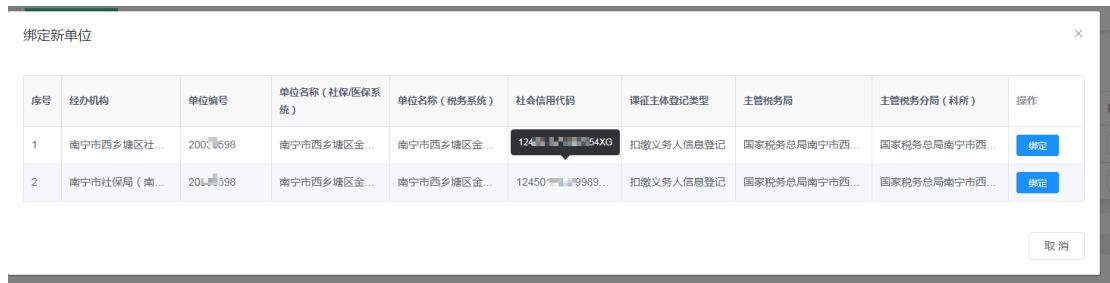 绑定新单位
序号 经办机构 单位编号 单位名称（社保/医保系统） 单位名称（税务系统） 社会信用代码 课征主体登记类型 主管税务局 主管税务分局（科所） 操作
1 南宁市西乡塘区社... 南宁市西乡塘区金... 南宁市西乡塘区金... 扣缴义务人信息登记 国家税务总局南宁市西... 国家税务总局南宁市西... 绑定
2 南宁市社保局（南... 南宁市西乡塘区金... 南宁市西乡塘区金... 扣缴义务人信息登记 国家税务总局南宁市西... 国家税务总局南宁市西... 绑定
取 消